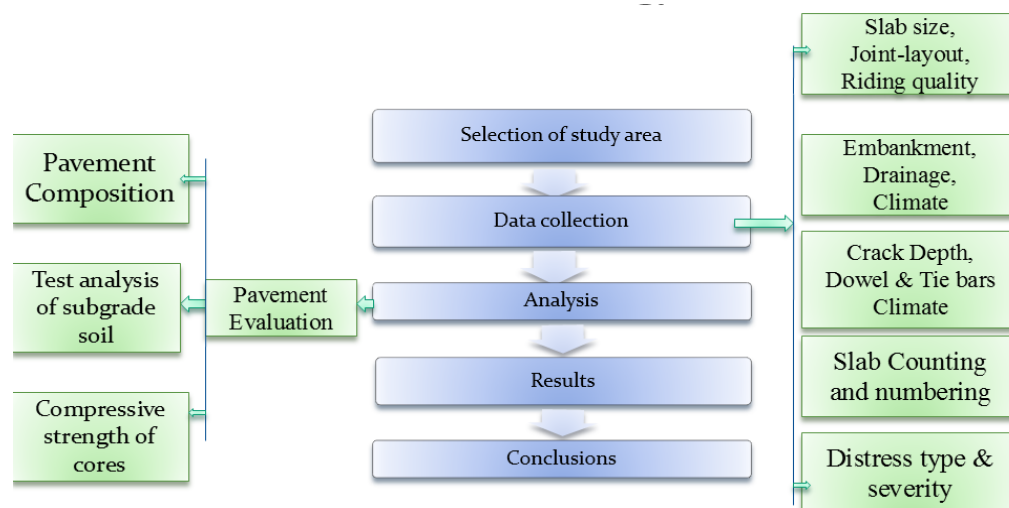 Selection of study area
Data collection
Analysis
Results
Conclusions
Pavement
Evaluation
Pavement
Composition
Test analysis
of subgrade
soil
Compressive
strength of
cores
Slab size,
Joint-layout,
Riding quality
Embankment,
Drainage,
Climate
Crack Depth,
Dowel & Tie bars
Climate
Slab Counting
and numbering
Distress type &
severity